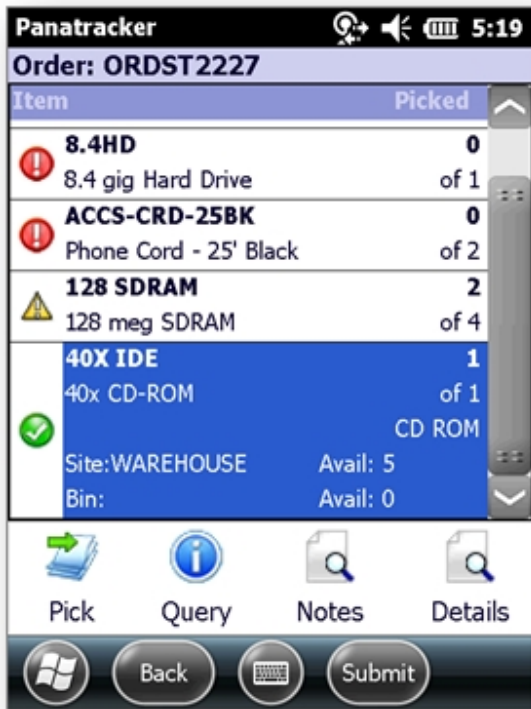 Panatracker 5:19
Order: ORDST2227
Item Picked
8.4HD 0
8.4 gig Hard Drive of 1
ACCS-CRD-25BK 0
Phone Cord - 25' Black of 2
128 SDRAM 2
128 meg SDRAM of 4
40X IDE 1
40x CD-ROM of 1
CD ROM
Site:WAREHOUSE Avail: 5
Bin: Avail: 0
Pick Query Notes Details
Back Submit